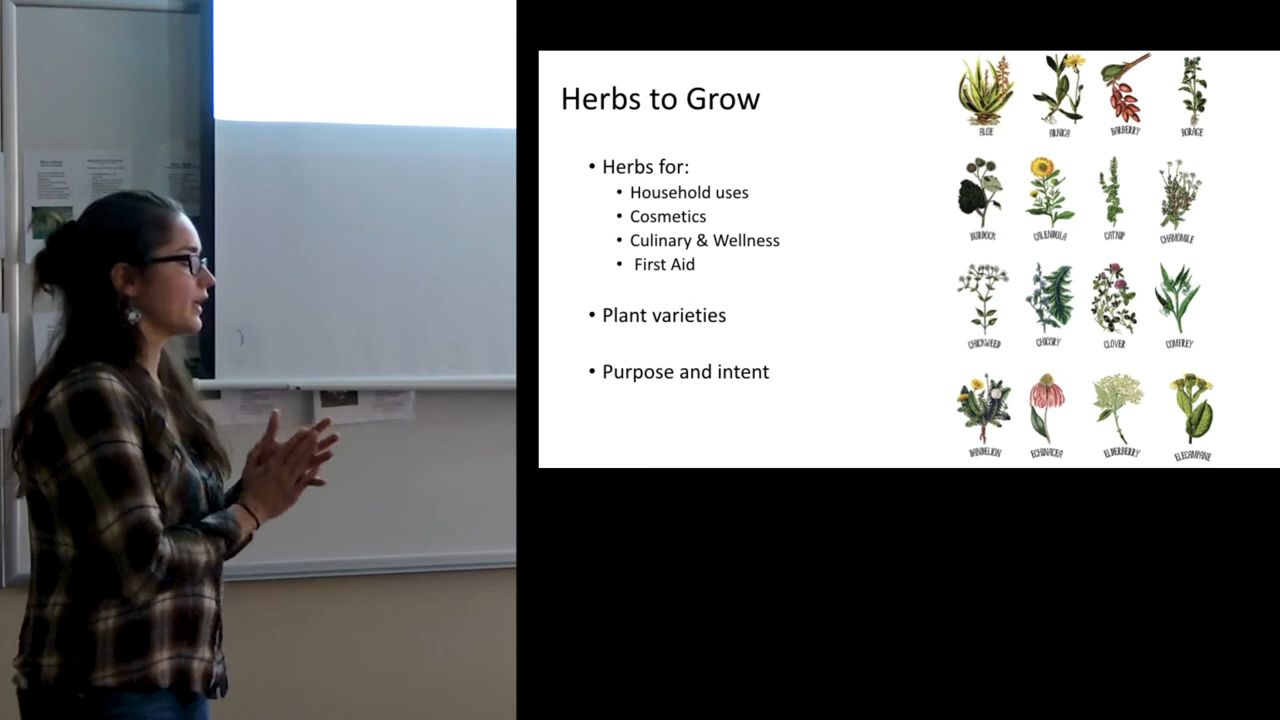 Herbs to Grow
• Herbs for:
• Household uses
• Cosmetics
• Culinary & Wellness
• First Aid
• Plant varieties
• Purpose and intent
ALOE ARNICA BARBERRY BORAGE
BURDOCK CALENDULA CATNIP CHAMOMILE
CHICKWEED CHICORY CLOVER COMFREY
DANDELION ECHINACEA ELDERBERRY ELECAMPANE